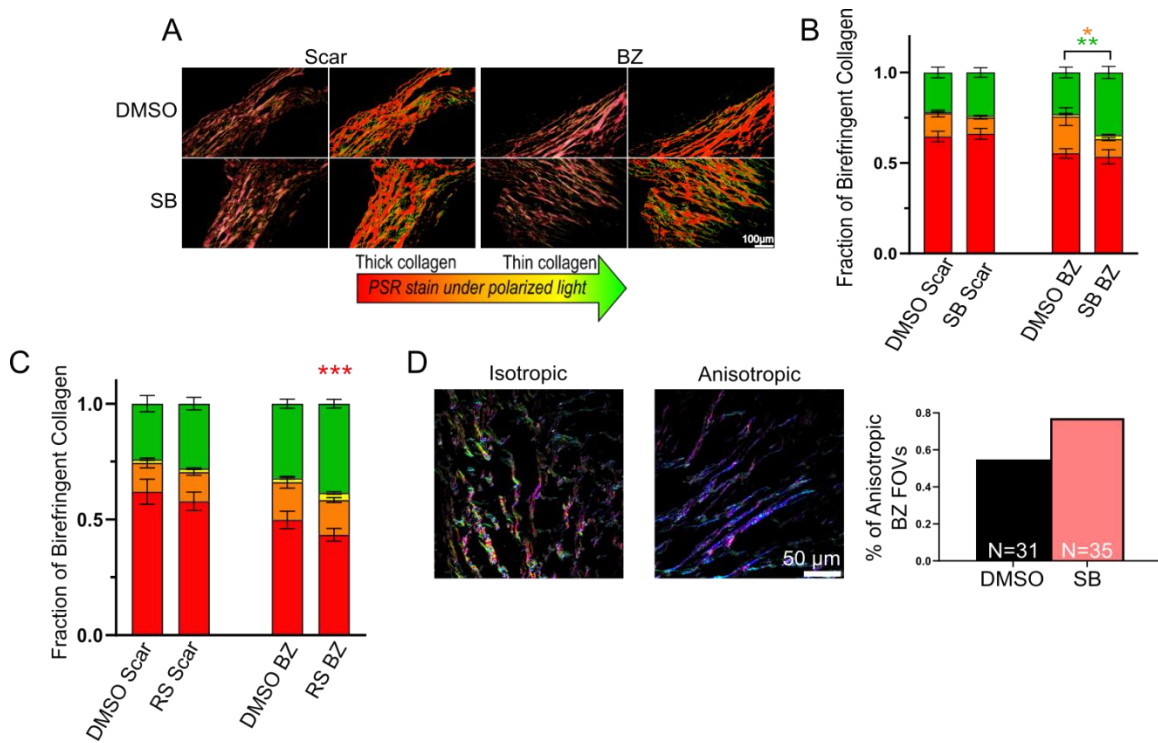 A
Scar
BZ
DMSO
SB
100µm
Thick collagen
Thin collagen
PSR stain under polarized light
B
Fraction of Birefringent Collagen
1.0
0.5
0.0
*
**
DMSO Scar
SB Scar
DMSO BZ
SB BZ
C
Fraction of Birefringent Collagen
1.0
0.5
0.0
***
DMSO Scar
RS Scar
DMSO BZ
RS BZ
D
Isotropic
Anisotropic
50 µm
% of Anisotropic
BZ FOVs
0.8
0.6
0.4
0.2
0.0
N=31
N=35
DMSO
SB